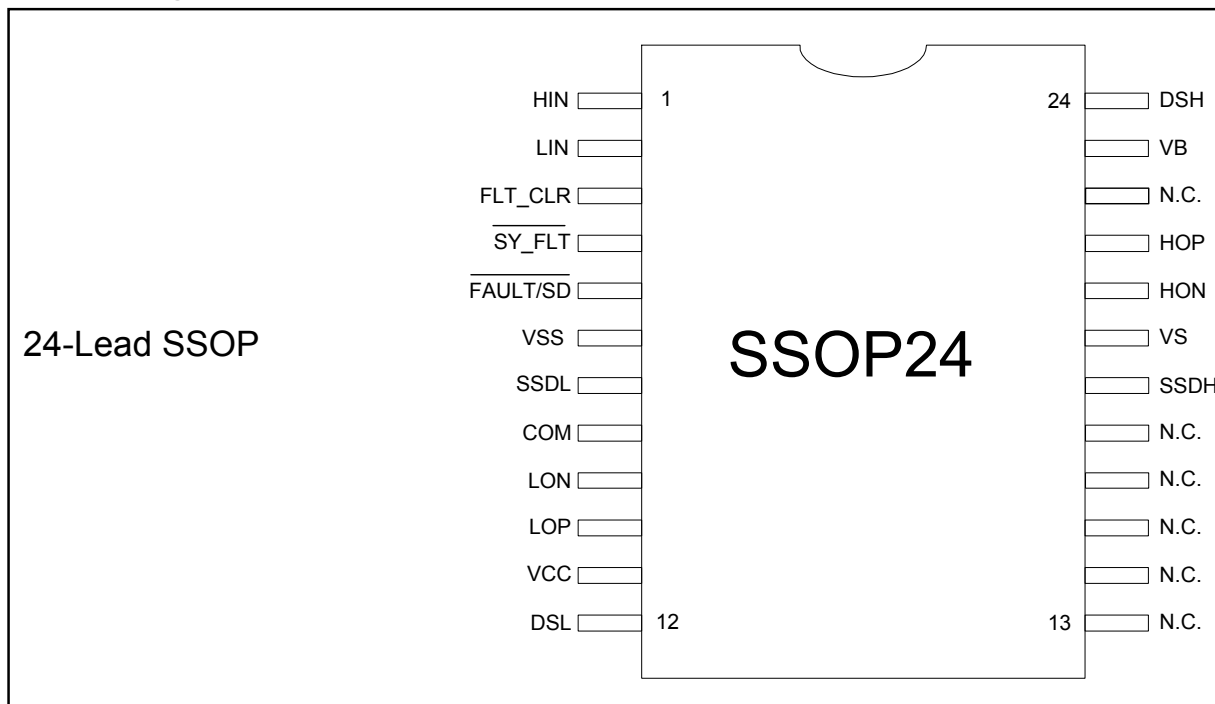 HIN 1 24 DSH
LIN VB
FLT_CLR N.C.
SY_FLT HOP
FAULT/SD HON
24-Lead SSOP VSS SSOP24 VS
SSDL SSDH
COM N.C.
LON N.C.
LOP N.C.
VCC N.C.
DSL 12 13 N.C.